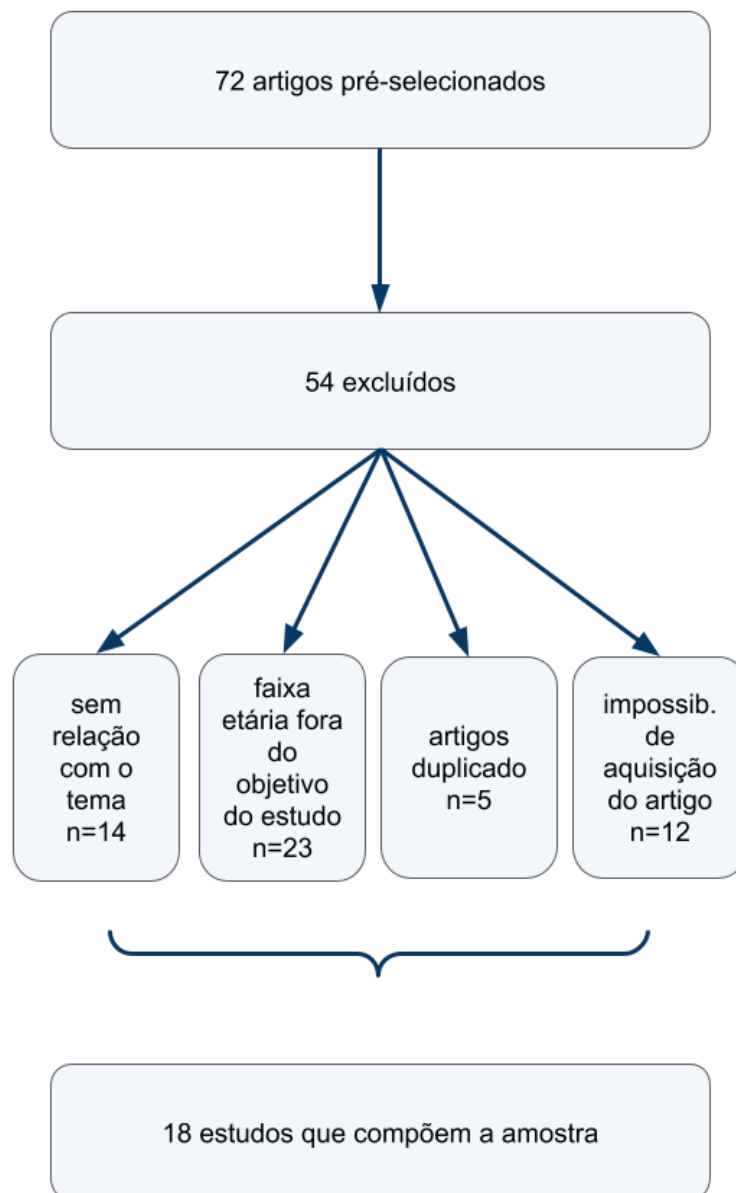 72 artigos pré-selecionados
54 excluídos
sem
relação
com o
tema
n=14
faixa
etária fora
do
objetivo
do estudo
n=23
artigos
duplicado
n=5
impossib.
de
aquisição
do artigo
n=12
18 estudos que compõem a amostra